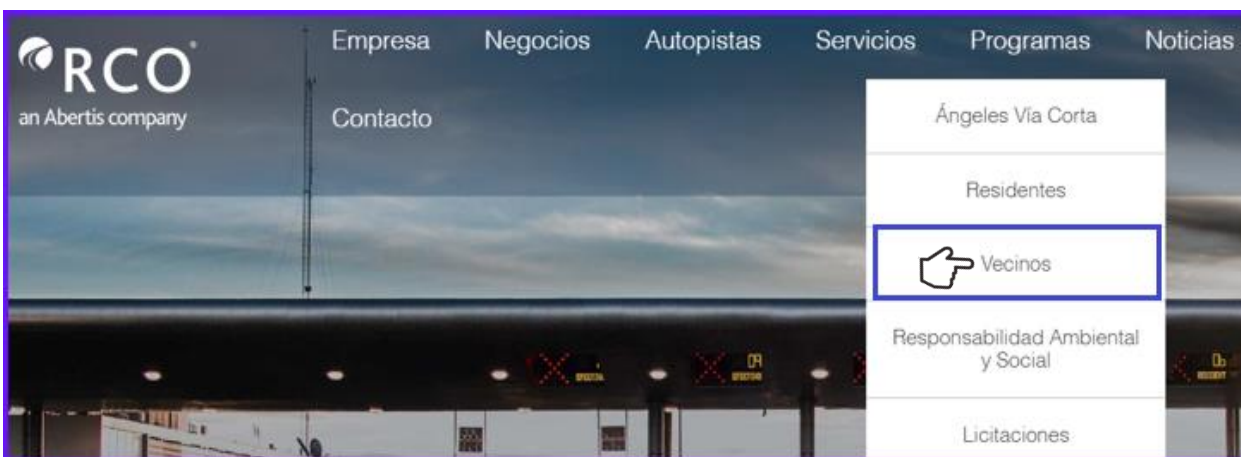 RCO
an Abertis company
Empresa Negocios Autopistas Servicios Programas Noticias
Contacto
Ángeles Vía Corta
Residentes
Vecinos
Responsabilidad Ambiental
y Social
Licitaciones